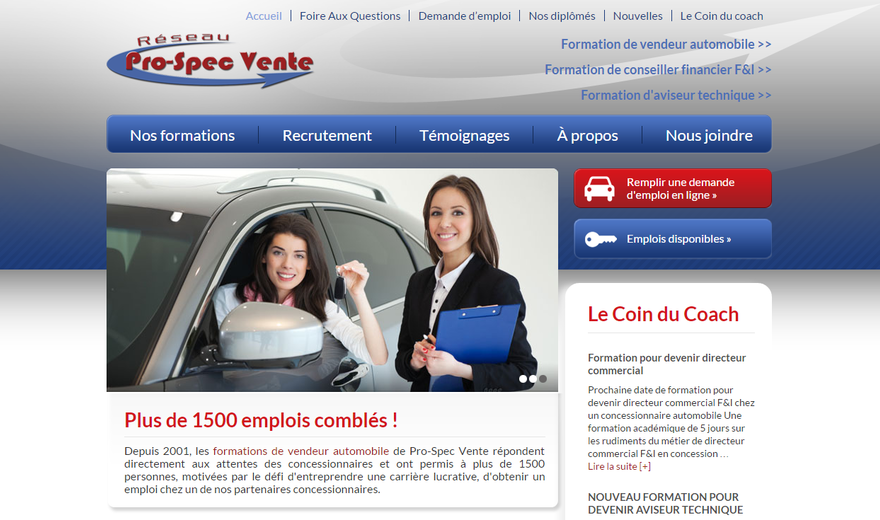 Accueil | Foire Aux Questions | Demande d'emploi | Nos diplômés | Nouvelles | Le Coin du coach
Réseau
Pro-Spec Vente
Formation de vendeur automobile >>
Formation de conseiller financier F&I >>
Formation d'aviseur technique >>
Nos formations | Recrutement | Témoignages | À propos | Nous joindre
Remplir une demande
d'emploi en ligne »
Emplois disponibles »
Plus de 1500 emplois comblés !
Depuis 2001, les formations de vendeur automobile de Pro-Spec Vente répondent
directement aux attentes des concessionnaires et ont permis à plus de 1500
personnes, motivées par le défi d'entreprendre une carrière lucrative, d'obtenir un
emploi chez un de nos partenaires concessionnaires.
Le Coin du Coach
Formation pour devenir directeur
commercial
Prochaine date de formation pour
devenir directeur commercial F&I chez
un concessionnaire automobile Une
formation académique de 5 jours sur
les rudiments du métier de directeur
commercial F&I en concession ...
Lire la suite [+]
NOUVEAU FORMATION POUR
DEVENIR AVISEUR TECHNIQUE